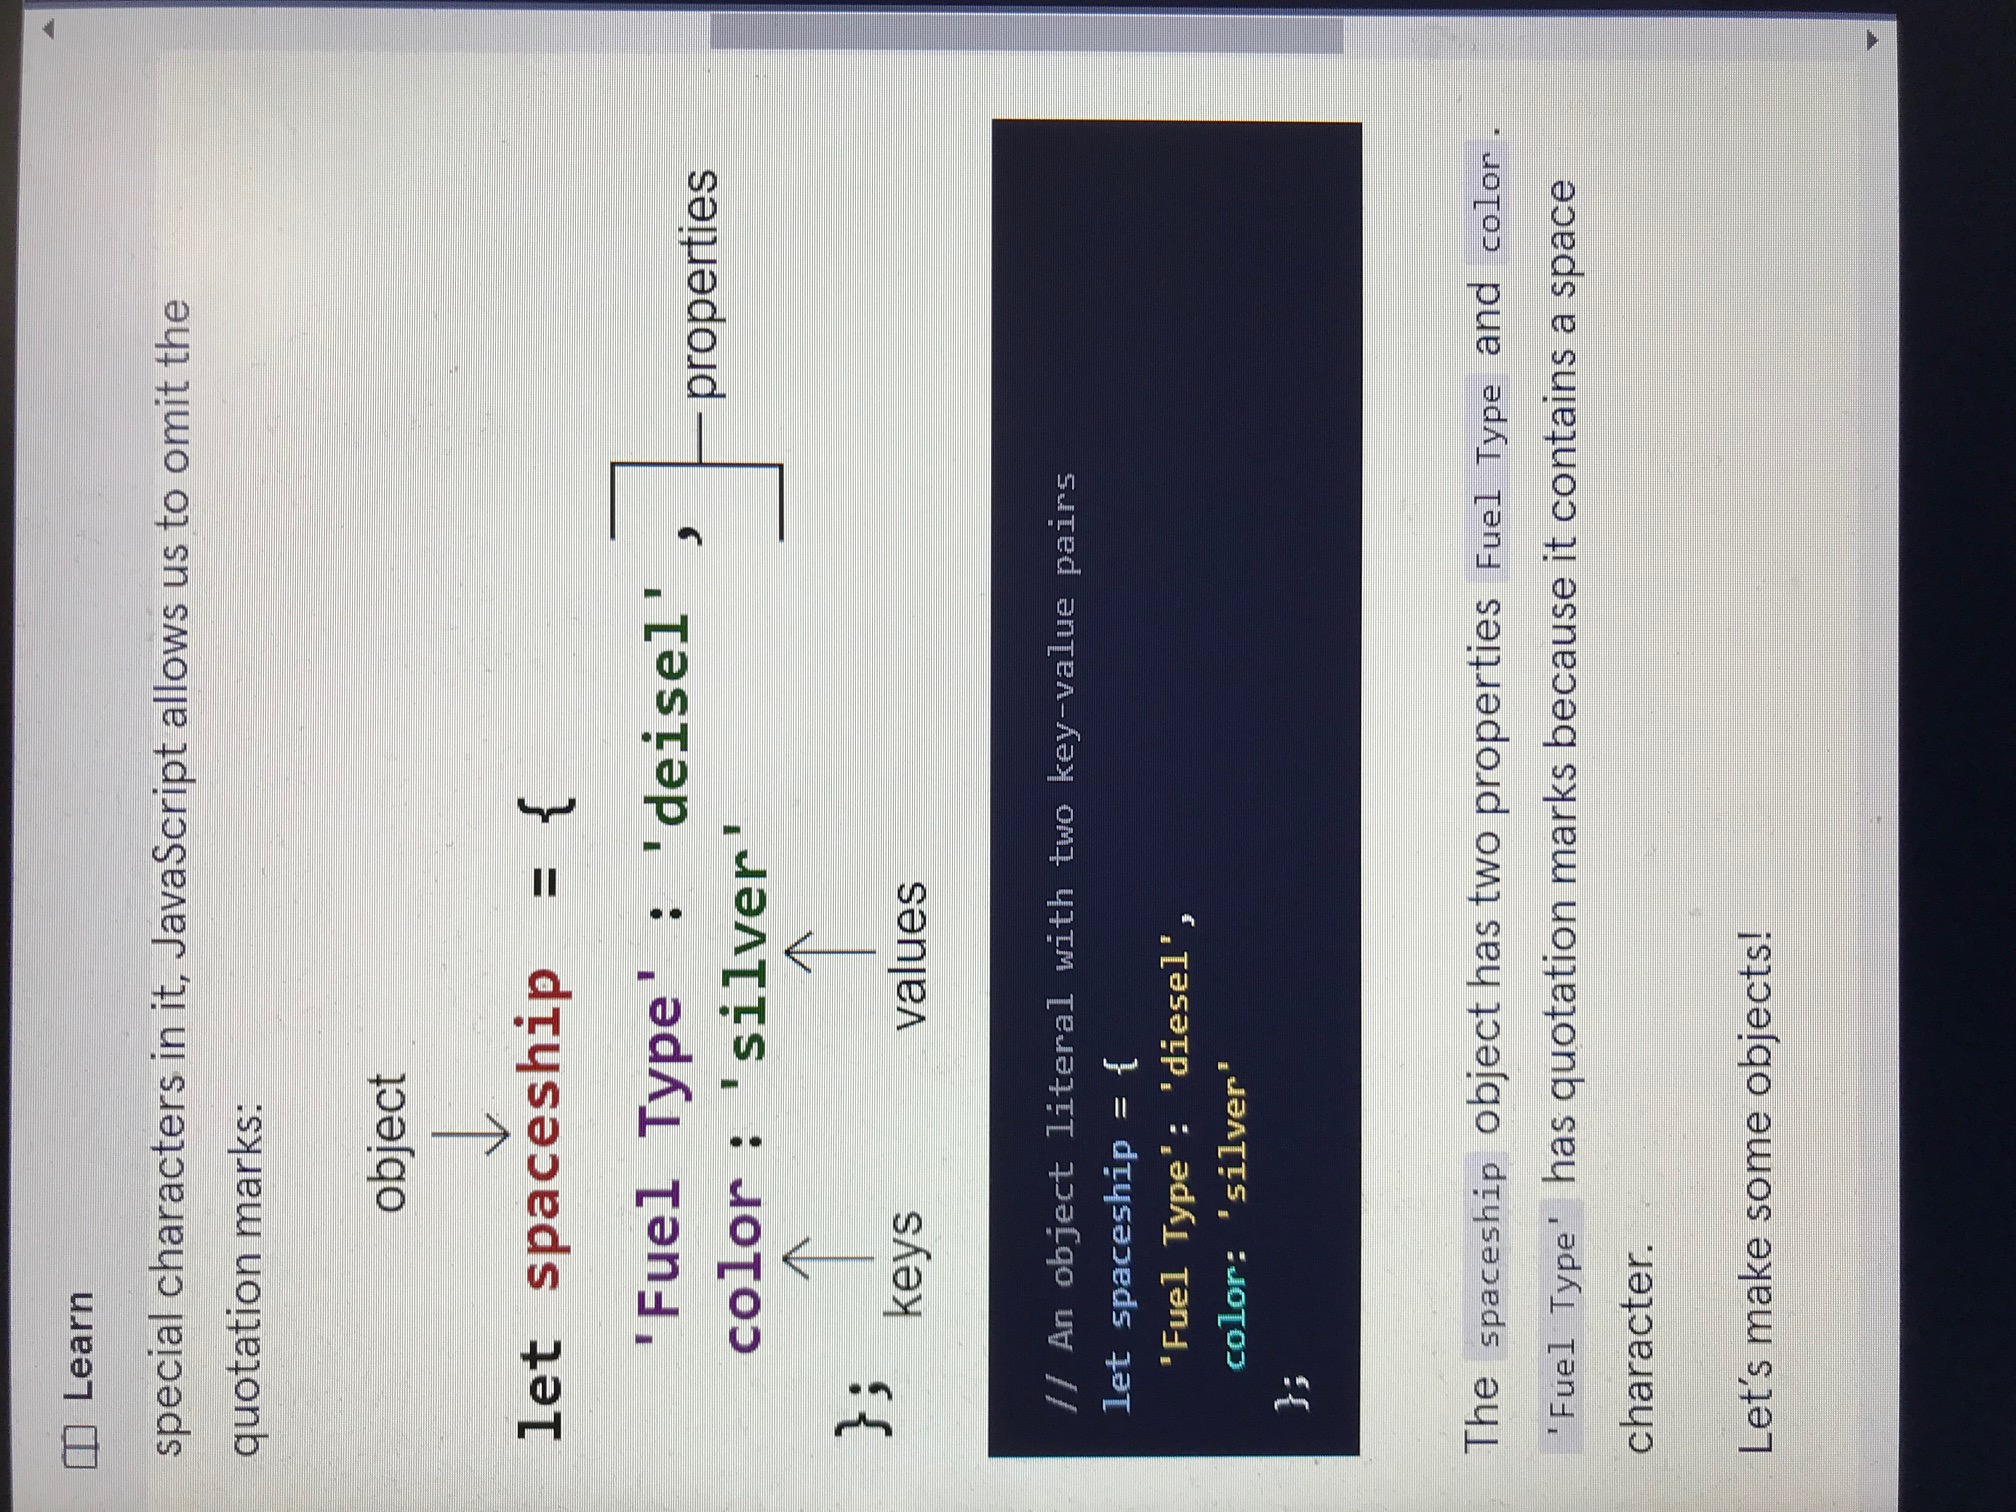 Learn
special characters in it, JavaScript allows us to omit the
quotation marks:
object
let spaceship = {
'Fuel Type' : 'deisel' ,
properties
color : 'silver'
};
keys values
// An object literal with two key-value pairs
let spaceship = {
'Fuel Type': 'diesel',
color: 'silver'
};
The spaceship object has two properties Fuel Type and color .
'Fuel Type' has quotation marks because it contains a space
character.
Let's make some objects!